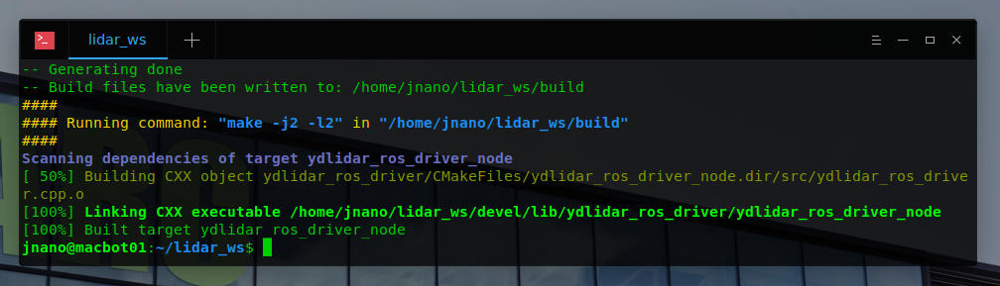 lidar_ws
-- Generating done
-- Build files have been written to: /home/jnano/lidar_ws/build
####
#### Running command: "make -j2 -l2" in "/home/jnano/lidar_ws/build"
####
Scanning dependencies of target ydlidar_ros_driver_node
[ 50%] Building CXX object ydlidar_ros_driver/CMakeFiles/ydlidar_ros_driver_node.dir/src/ydlidar_ros_drive
r.cpp.o
[100%] Linking CXX executable /home/jnano/lidar_ws/devel/lib/ydlidar_ros_driver/ydlidar_ros_driver_node
[100%] Built target ydlidar_ros_driver_node
jnano@macbot01:~/lidar_ws$